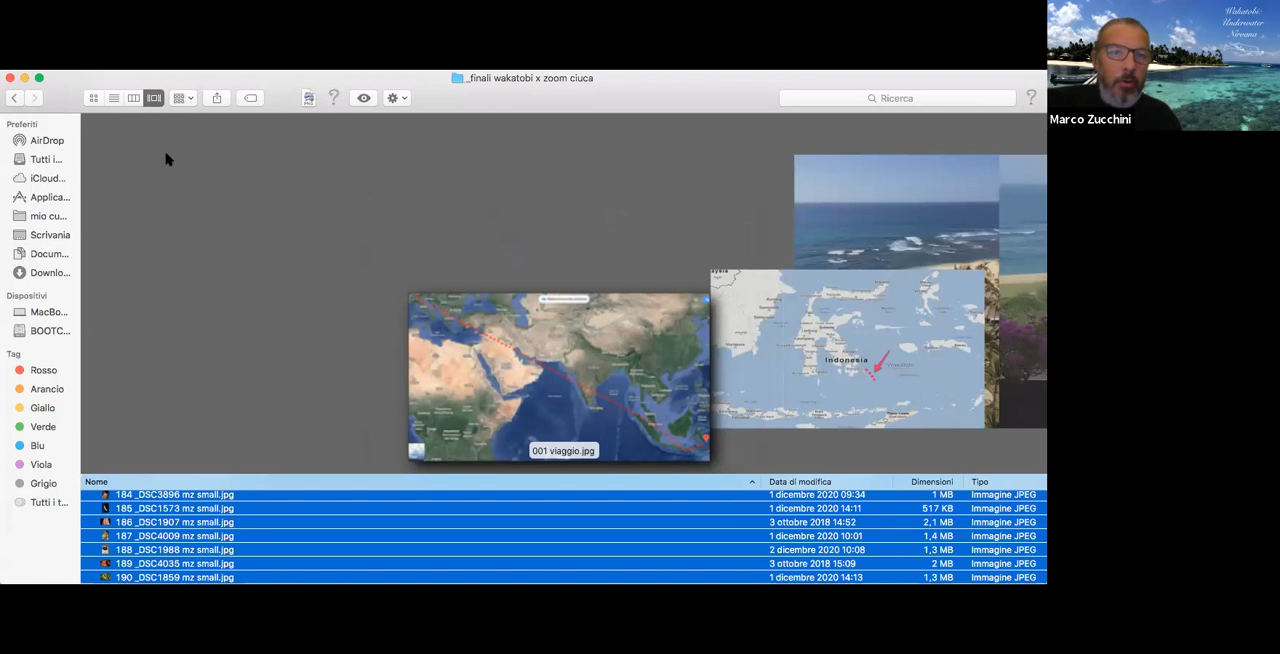 _finali wakatobi x zoom ciuca
Ricerca
Preferiti
AirDrop
Tutti i...
iCloud...
Applica...
mio cu...
Scrivania
Docum...
Downlo...
Dispositivi
MacBo...
BOOTC...
Tag
Rosso
Arancio
Giallo
Verde
Blu
Viola
Grigio
Tutti i t...
Indonesia
001 viaggio.jpg
Nome Data di modifica Dimensioni Tipo
184 _DSC3896 mz small.jpg 1 dicembre 2020 09:34 1 MB Immagine JPEG
185 _DSC1573 mz small.jpg 1 dicembre 2020 14:11 517 KB Immagine JPEG
186 _DSC1907 mz small.jpg 3 ottobre 2018 14:52 2,1 MB Immagine JPEG
187 _DSC4009 mz small.jpg 1 dicembre 2020 10:01 1,4 MB Immagine JPEG
188 _DSC1988 mz small.jpg 2 dicembre 2020 10:08 1,3 MB Immagine JPEG
189 _DSC4035 mz small.jpg 3 ottobre 2018 15:09 2 MB Immagine JPEG
190 _DSC1859 mz small.jpg 1 dicembre 2020 14:13 1,3 MB Immagine JPEG
Wakatobi:
Underwater
Nirvana
Marco Zucchini